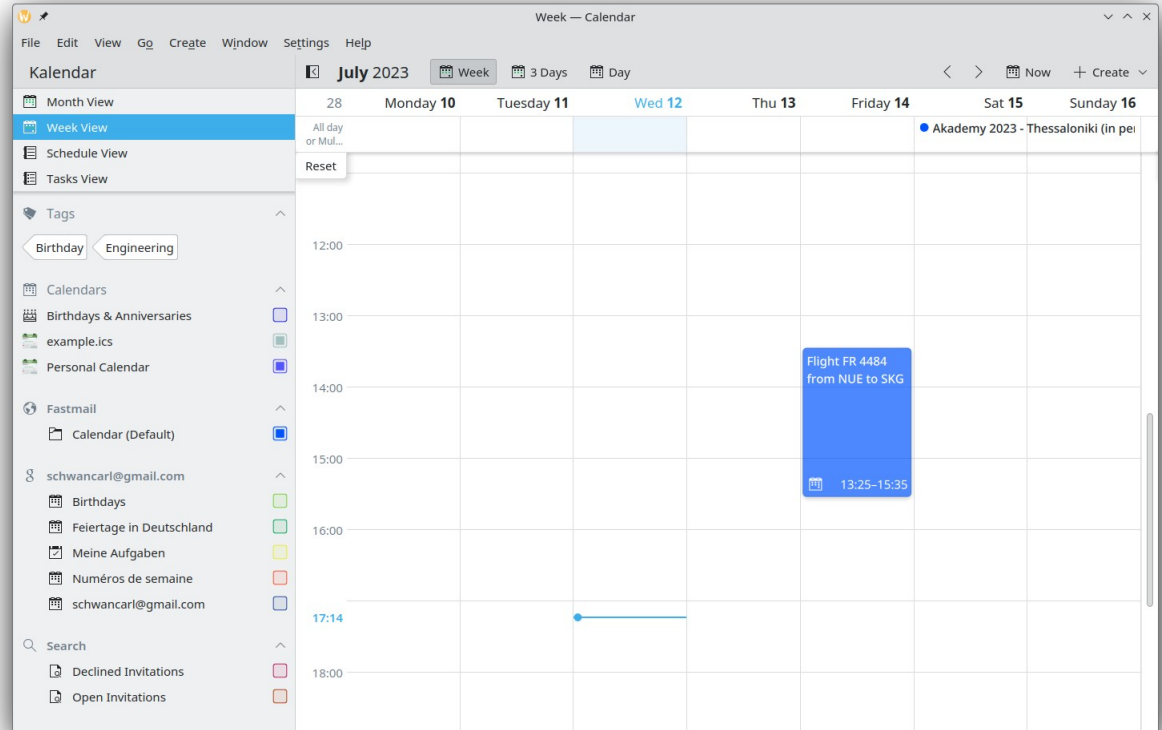 Week — Calendar
File Edit View Go Create Window Settings Help
Kalendar
July 2023 Week 3 Days Day Now Create
Month View
Week View
Schedule View
Tasks View
Tags
Birthday Engineering
Calendars
Birthdays & Anniversaries
example.ics
Personal Calendar
Fastmail
Calendar (Default)
schwancarl@gmail.com
Birthdays
Feiertage in Deutschland
Meine Aufgaben
Numéros de semaine
schwancarl@gmail.com
Search
Declined Invitations
Open Invitations
28 Monday 10 Tuesday 11 Wed 12 Thu 13 Friday 14 Sat 15 Sunday 16
All day
or Mul...
Akademy 2023 - Thessaloniki (in per
Reset
12:00
13:00
Flight FR 4484
from NUE to SKG
14:00
15:00
13:25–15:35
16:00
17:14
18:00